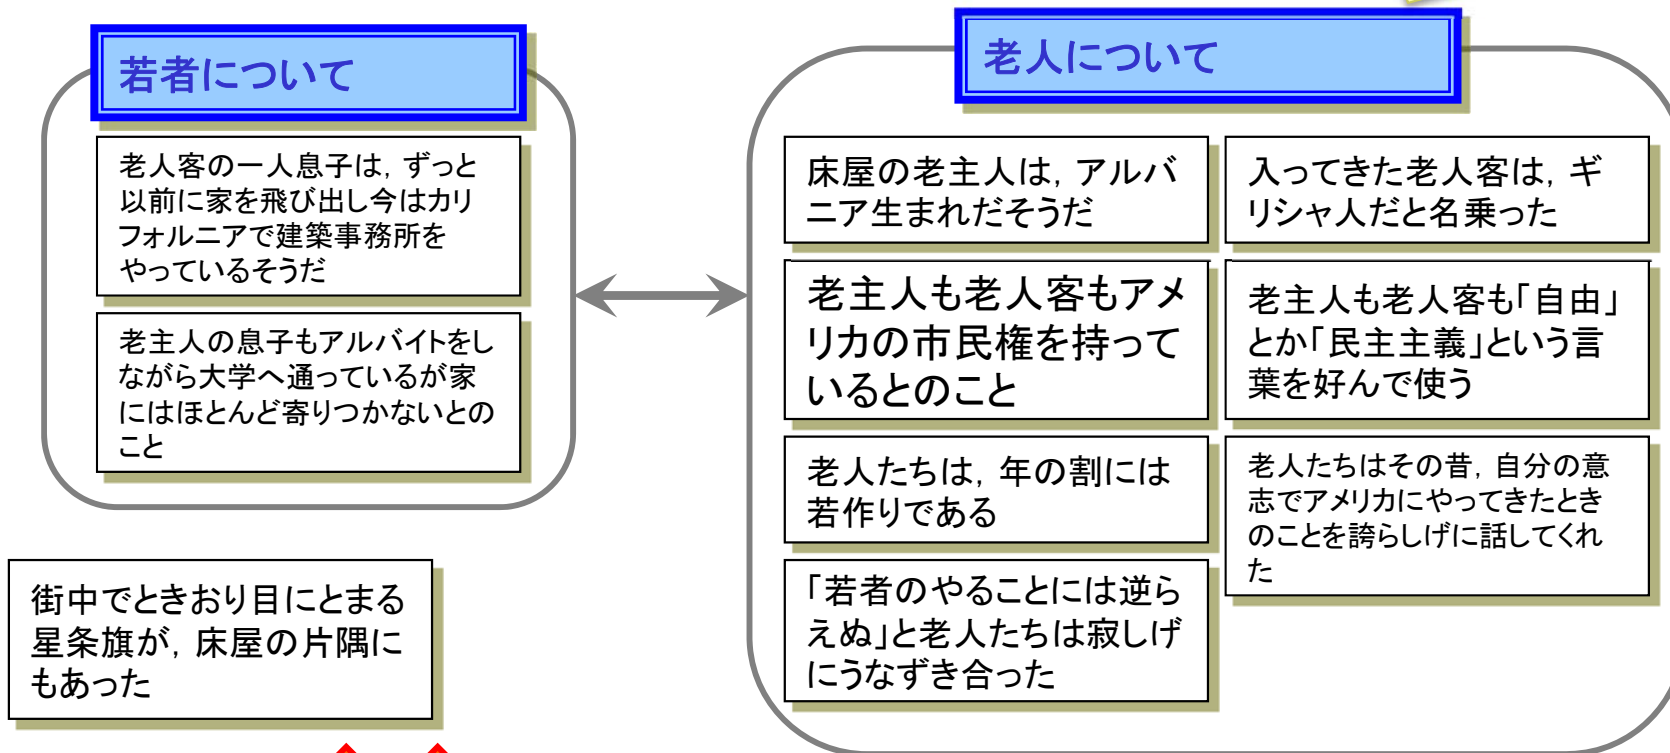 若者について
老人客の一人息子は，ずっと
以前に家を飛び出し今はカリ
フォルニアで建築事務所を
やっているそうだ
老主人の息子もアルバイトをし
ながら大学へ通っているが家
にはほとんど寄りつかないとの
こと
街中でときおり目にとまる
星条旗が，床屋の片隅に
もあった
老人について
床屋の老主人は，アルバ
ニア生まれだそうだ
入ってきた老人客は，ギ
リシャ人だと名乗った
老主人も老人客もアメ
リカの市民権を持って
いるとのこと
老主人も老人客も「自由」
とか「民主主義」という言
葉を好んで使う
老人たちは，年の割には
若作りである
老人たちはその昔，自分の意
志でアメリカにやってきたとき
のことを誇らしげに話してくれ
た
「若者のやることには逆ら
えぬ」と老人たちは寂しげ
にうなずき合った